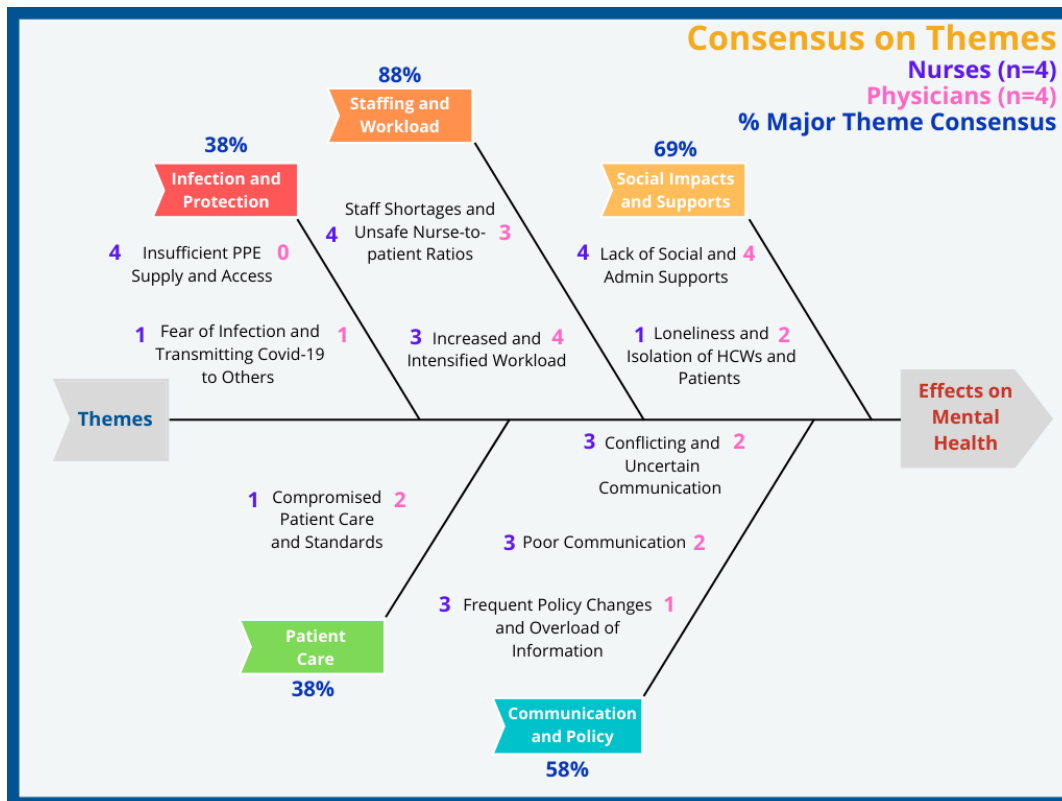 Consensus on Themes
Nurses (n=4)
Physicians (n=4)
% Major Theme Consensus
88%
Staffing and
Workload
38%
Infection and
Protection
69%
Social Impacts
and Supports
4 Insufficient PPE 0
Supply and Access
1 Fear of Infection and 1
Transmitting Covid-19
to Others
Staff Shortages and
4 Unsafe Nurse-to- 3
patient Ratios
3 Increased and 4
Intensified Workload
4 Lack of Social and 4
Admin Supports
1 Loneliness and 2
Isolation of HCWs and
Patients
Themes
Effects on
Mental
Health
1 Compromised 2
Patient Care
and Standards
Patient
Care
38%
3 Conflicting and 2
Uncertain
Communication
3 Poor Communication 2
3 Frequent Policy Changes 1
and Overload of
Information
Communication
and Policy
58%